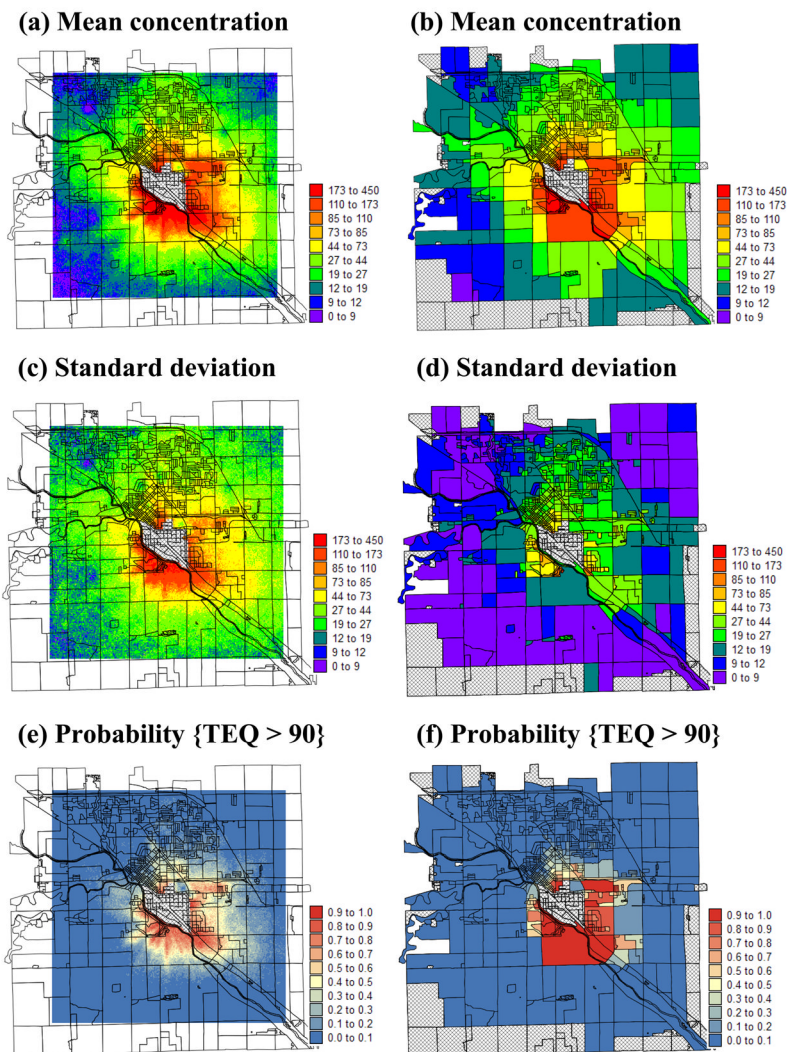 (a) Mean concentration
173 to 450
110 to 173
85 to 110
73 to 85
44 to 73
27 to 44
19 to 27
12 to 19
9 to 12
0 to 9
(b) Mean concentration
173 to 450
110 to 173
85 to 110
73 to 85
44 to 73
27 to 44
19 to 27
12 to 19
9 to 12
0 to 9
(c) Standard deviation
173 to 450
110 to 173
85 to 110
73 to 85
44 to 73
27 to 44
19 to 27
12 to 19
9 to 12
0 to 9
(d) Standard deviation
173 to 450
110 to 173
85 to 110
73 to 85
44 to 73
27 to 44
19 to 27
12 to 19
9 to 12
0 to 9
(e) Probability {TEQ > 90}
0.9 to 1.0
0.8 to 0.9
0.7 to 0.8
0.6 to 0.7
0.5 to 0.6
0.4 to 0.5
0.3 to 0.4
0.2 to 0.3
0.1 to 0.2
0.0 to 0.1
(f) Probability {TEQ > 90}
0.9 to 1.0
0.8 to 0.9
0.7 to 0.8
0.6 to 0.7
0.5 to 0.6
0.4 to 0.5
0.3 to 0.4
0.2 to 0.3
0.1 to 0.2
0.0 to 0.1